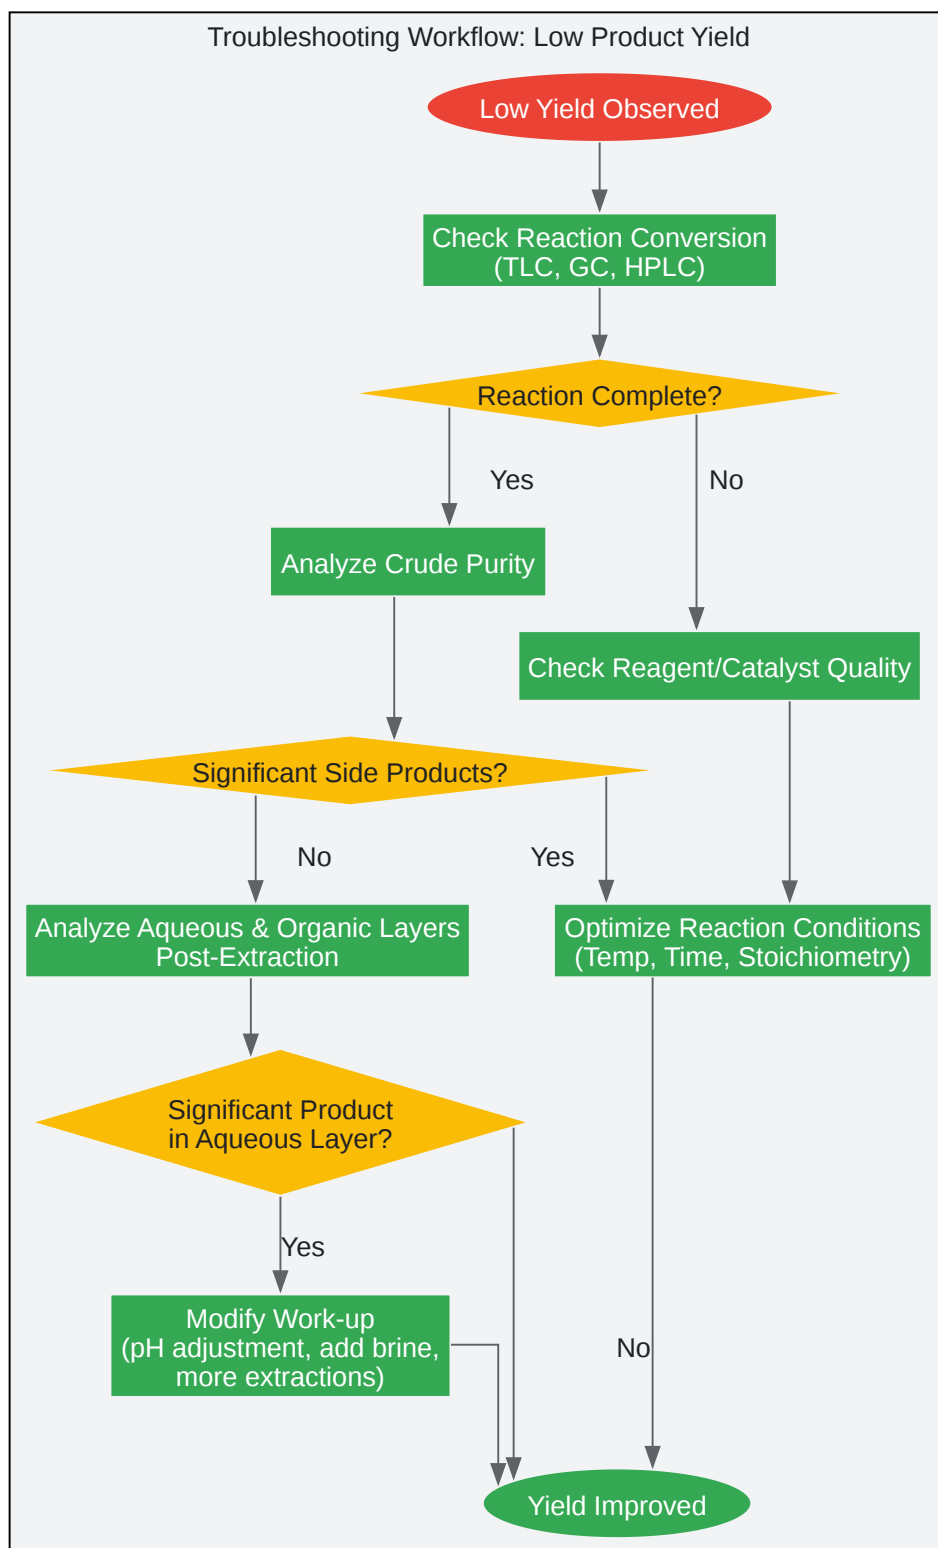 Troubleshooting Workflow: Low Product Yield
Low Yield Observed
Check Reaction Conversion
(TLC, GC, HPLC)
Reaction Complete?
Yes
No
Analyze Crude Purity
Check Reagent/Catalyst Quality
Significant Side Products?
No
Yes
Analyze Aqueous & Organic Layers
Post-Extraction
Optimize Reaction Conditions
(Temp, Time, Stoichiometry)
Significant Product
in Aqueous Layer?
Yes
Modify Work-up
(pH adjustment, add brine,
more extractions)
No
Yield Improved